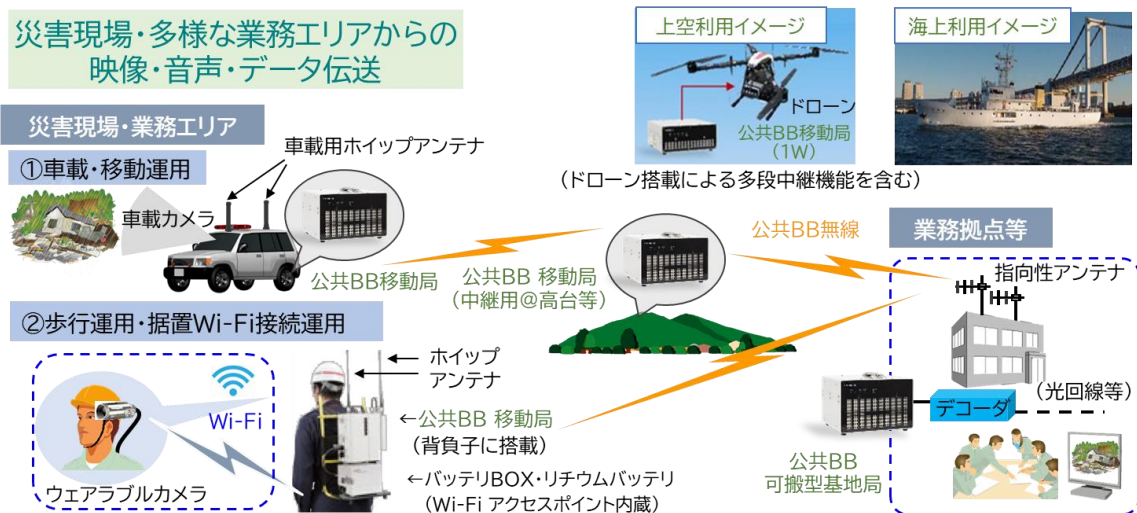 災害現場・多様な業務エリアからの
映像・音声・データ伝送
上空利用イメージ
ドローン
公共BB移動局
(1W)
海上利用イメージ
(ドローン搭載による多段中継機能を含む)
災害現場・業務エリア
①車載・移動運用
車載用ホイップアンテナ
車載カメラ
公共BB移動局
公共BB 移動局
(中継用@高台等)
公共BB無線
業務拠点等
指向性アンテナ
②歩行運用・据置Wi-Fi接続運用
Wi-Fi
ウェアラブルカメラ
ホイップ
アンテナ
←公共BB 移動局
(背負子に搭載)
←バッテリBOX・リチウムバッテリ
(Wi-Fi アクセスポイント内蔵)
デコーダ
(光回線等)
公共BB
可搬型基地局